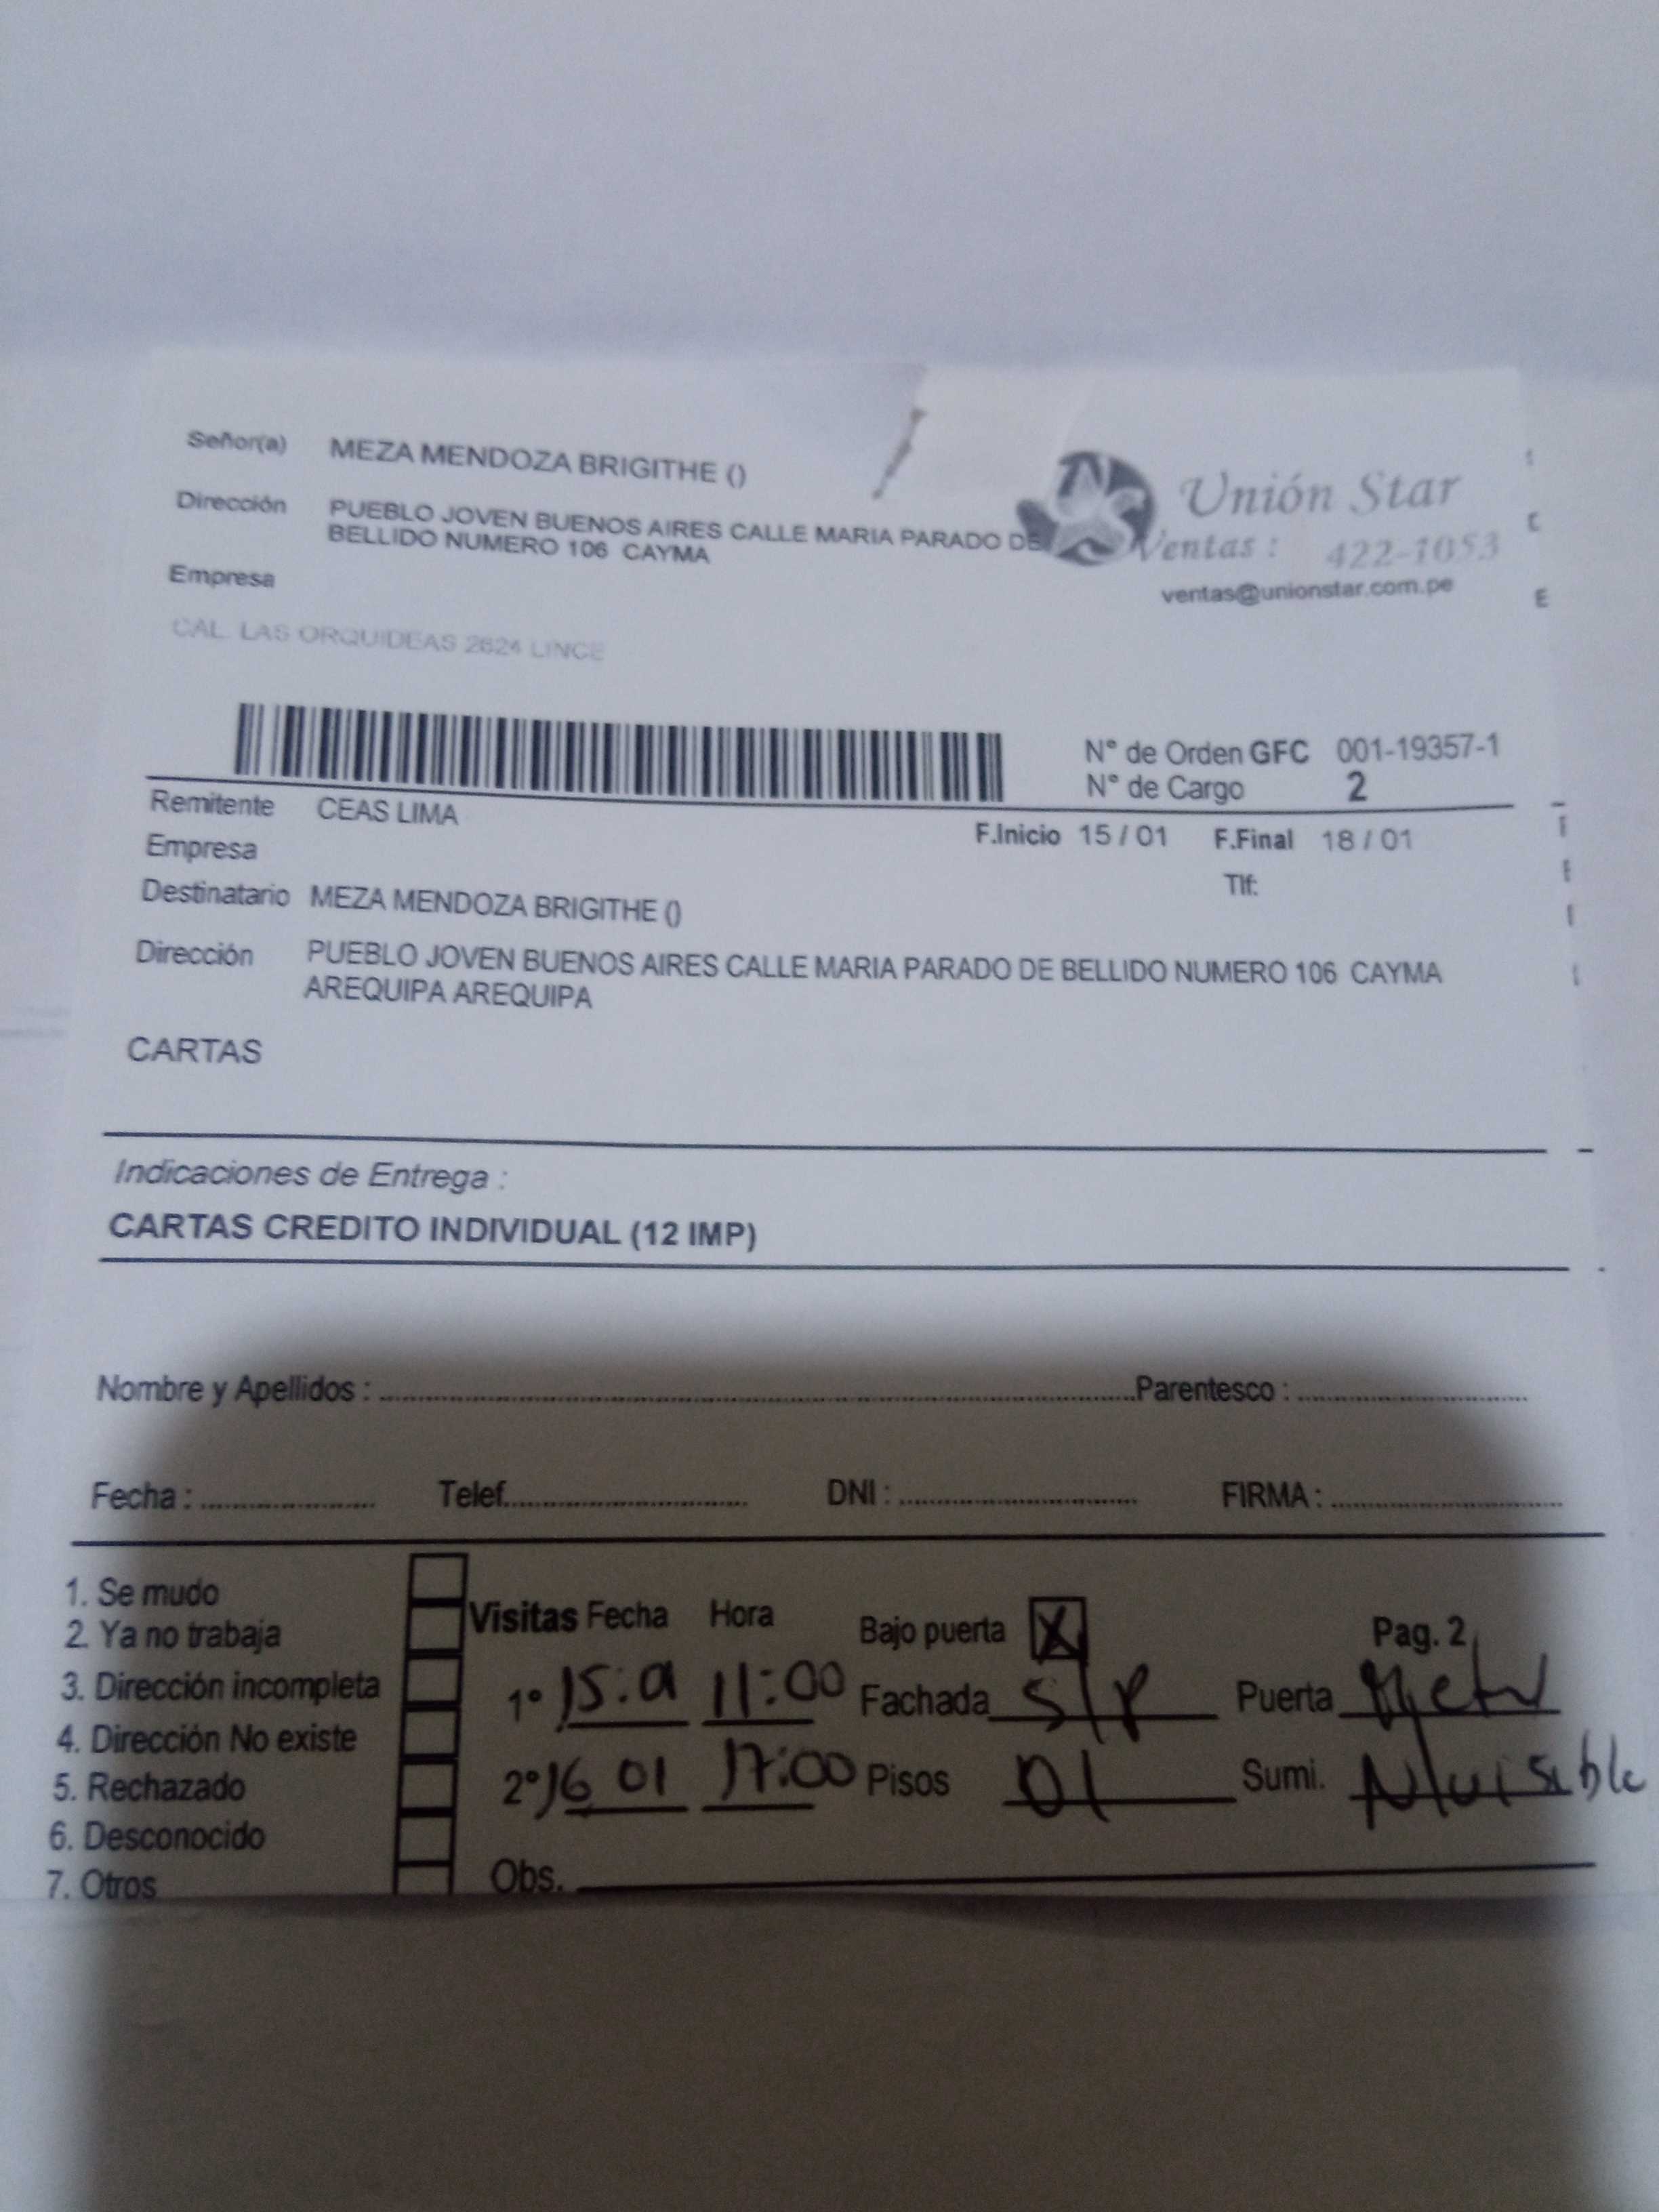 Señor(a) MEZA MENDOZA BRIGITHE ()
Dirección PUEBLO JOVEN BUENOS AIRES CALLE MARIA PARADO DE
BELLIDO NUMERO 106 CAYMA
Empresa
CAL. LAS ORQUIDEAS 2624 LINCE
Unión Star
Ventas : 422-1053
ventas@unionstar.com.pe
N° de Orden GFC 001-19357-1
N° de Cargo 2
Remitente CEAS LIMA
F.Inicio 15 / 01 F.Final 18 / 01
Empresa
Tlf:
Destinatario MEZA MENDOZA BRIGITHE ()
Dirección PUEBLO JOVEN BUENOS AIRES CALLE MARIA PARADO DE BELLIDO NUMERO 106 CAYMA
AREQUIPA AREQUIPA
CARTAS
Indicaciones de Entrega :
CARTAS CREDITO INDIVIDUAL (12 IMP)
Nombre y Apellidos : Parentesco :
Fecha : Telef. DNI : FIRMA :
1. Se mudo
2. Ya no trabaja
3. Dirección incompleta
4. Dirección No existe
5. Rechazado
6. Desconocido
7. Otros
Visitas Fecha Hora Bajo puerta X Pag. 2
1° 15.01 11:00 Fachada S/P Puerta Metal
2° 16 01 17:00 Pisos 01 Sumi. N/visible
Obs.